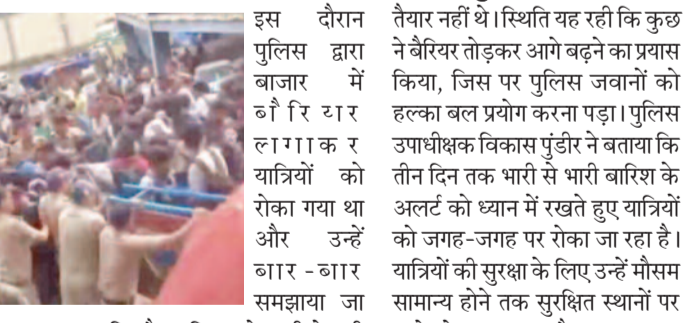 इस दौरान
पुलिस द्वारा
बाजार में
बौरियार
लागाकर
यात्रियों को
रोका गया था
और उन्हें
बाार-बाार
समझाया जा
तैयार नहीं थे। स्थिति यह रही कि कुछ
ने बैरियर तोड़कर आगे बढ़ने का प्रयास
किया, जिस पर पुलिस जवानों को
हल्का बल प्रयोग करना पड़ा। पुलिस
उपाधीक्षक विकास पुंडीर ने बताया कि
तीन दिन तक भारी से भारी बारिश के
अलर्ट को ध्यान में रखते हुए यात्रियों
को जगह-जगह पर रोका जा रहा है।
यात्रियों की सुरक्षा के लिए उन्हें मौसम
सामान्य होने तक सुरक्षित स्थानों पर